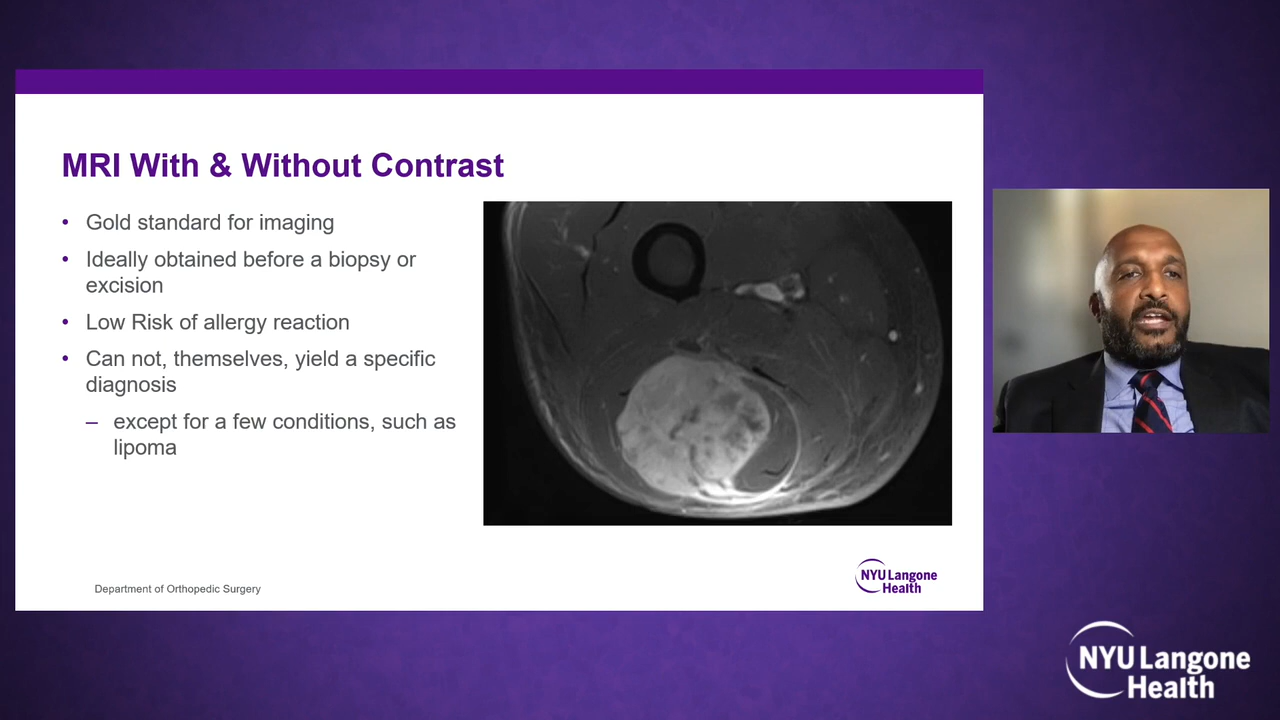 MRI With & Without Contrast
• Gold standard for imaging
• Ideally obtained before a biopsy or
excision
• Low Risk of allergy reaction
• Can not, themselves, yield a specific
diagnosis
– except for a few conditions, such as
lipoma
Department of Orthopedic Surgery
NYU Langone
Health
NYU Langone
Health